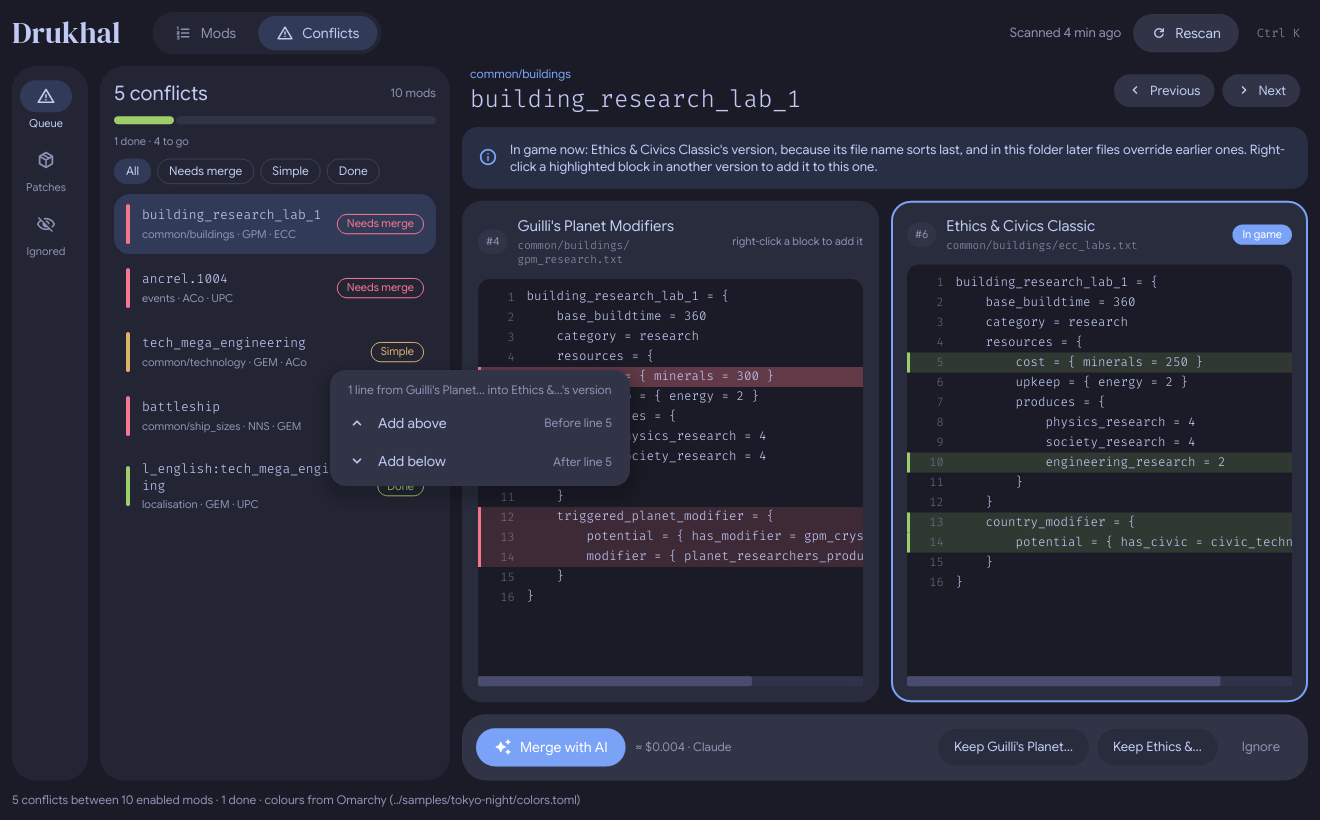 Drukhal
Mods
Conflicts
Scanned 4 min ago
Rescan
Ctrl K
Queue
Patches
Ignored
5 conflicts
10 mods
1 done · 4 to go
All
Needs merge
Simple
Done
building_research_lab_1
common/buildings · GPM · ECC
Needs merge
ancrel.1004
events · ACo · UPC
Needs merge
tech_mega_engineering
common/technology · GEM · ACo
Simple
battleship
common/ship_sizes · NNS · GEM
l_english:tech_mega_engi
ing
localisation · GEM · UPC
Done
common/buildings
building_research_lab_1
Previous
Next
In game now: Ethics & Civics Classic's version, because its file name sorts last, and in this folder later files override earlier ones. Right-
click a highlighted block in another version to add it to this one.
#4
Guilli's Planet Modifiers
common/buildings/
gpm_research.txt
right-click a block to add it
1 building_research_lab_1 = {
2 base_buildtime = 360
3 category = research
4 resources = {
= { minerals = 300 }
= { energy = 2 }
es = {
ysics_research = 4
ciety_research = 4
11 }
12 triggered_planet_modifier = {
13 potential = { has_modifier = gpm_crys
14 modifier = { planet_researchers_produ
15 }
16 }
1 line from Guilli's Planet... into Ethics &...'s version
Add above
Before line 5
Add below
After line 5
#6
Ethics & Civics Classic
common/buildings/ecc_labs.txt
In game
1 building_research_lab_1 = {
2 base_buildtime = 360
3 category = research
4 resources = {
5 cost = { minerals = 250 }
6 upkeep = { energy = 2 }
7 produces = {
8 physics_research = 4
9 society_research = 4
10 engineering_research = 2
11 }
12 }
13 country_modifier = {
14 potential = { has_civic = civic_techn
15 }
16 }
Merge with AI
≈ $0.004 · Claude
Keep Guilli's Planet...
Keep Ethics &...
Ignore
5 conflicts between 10 enabled mods · 1 done · colours from Omarchy (../samples/tokyo-night/colors.toml)